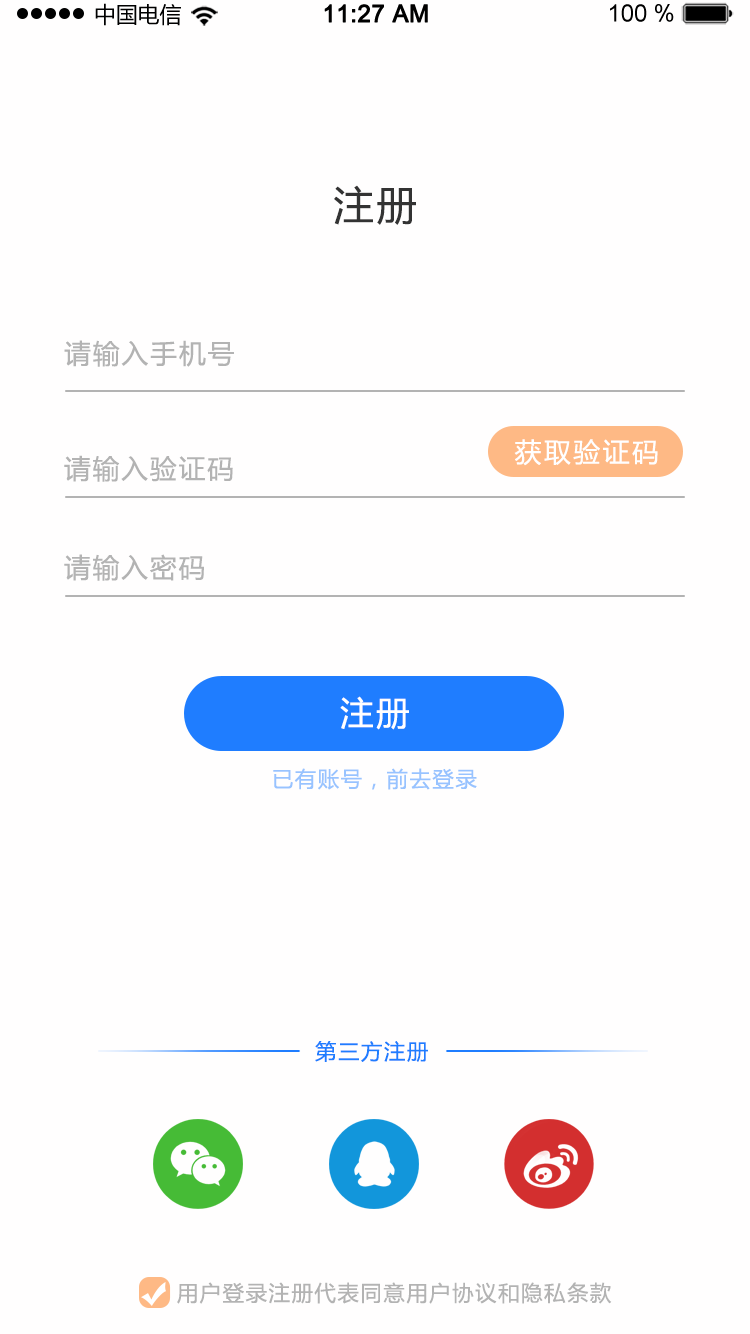 中国电信 11:27 AM 100 %
注册
请输入手机号
请输入验证码 获取验证码
请输入密码
注册
已有账号，前去登录
第三方注册
用户登录注册代表同意用户协议和隐私条款